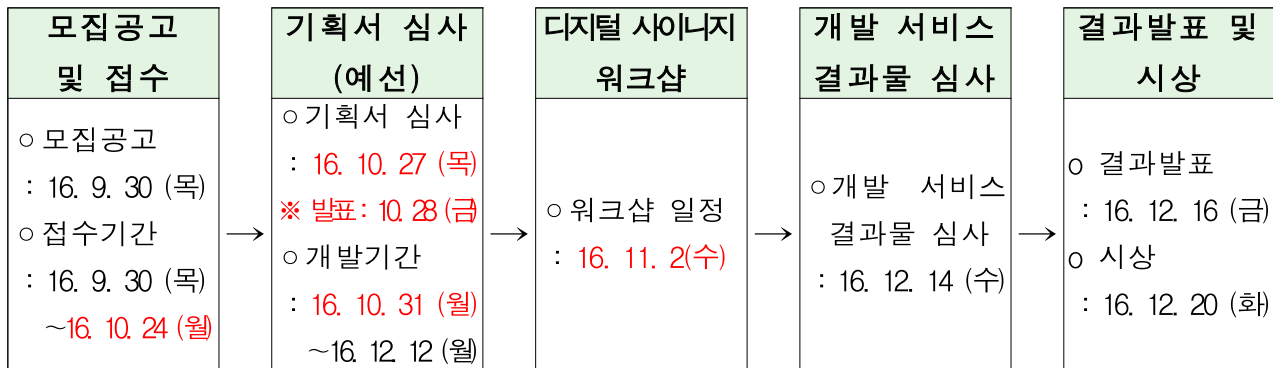 모집공고
및 접수
○ 모집공고
: 16. 9. 30 (목)
○ 접수기간
: 16. 9. 30 (목)
~16. 10. 24 (월)
→
기획서 심사
(예선)
○ 기획서 심사
: 16. 10. 27 (목)
※ 발표: 10. 28 (금)
○ 개발기간
: 16. 10. 31 (월)
~16. 12. 12 (월)
→
디지털 사이니지
워크샵
○ 워크샵 일정
: 16. 11. 2(수)
→
개발 서비스
결과물 심사
○ 개발 서비스
결과물 심사
: 16. 12. 14 (수)
→
결과발표 및
시상
o 결과발표
: 16. 12. 16 (금)
o 시상
: 16. 12. 20 (화)